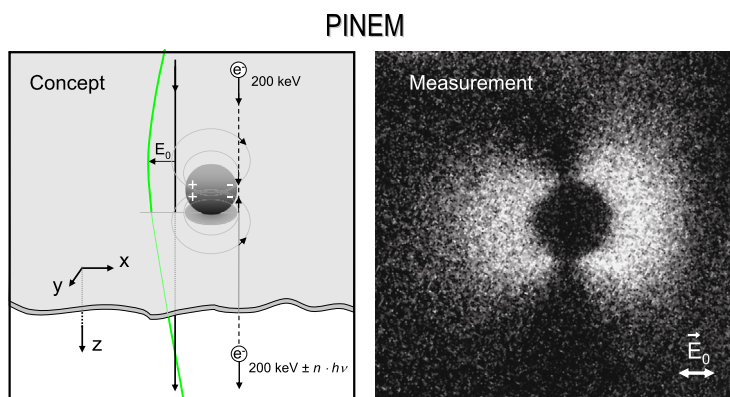 PINEM
Concept
e⁻
200 keV
E₀
+ -
+ -
x
y
z
e⁻
200 keV ± n · hν
Measurement
E₀